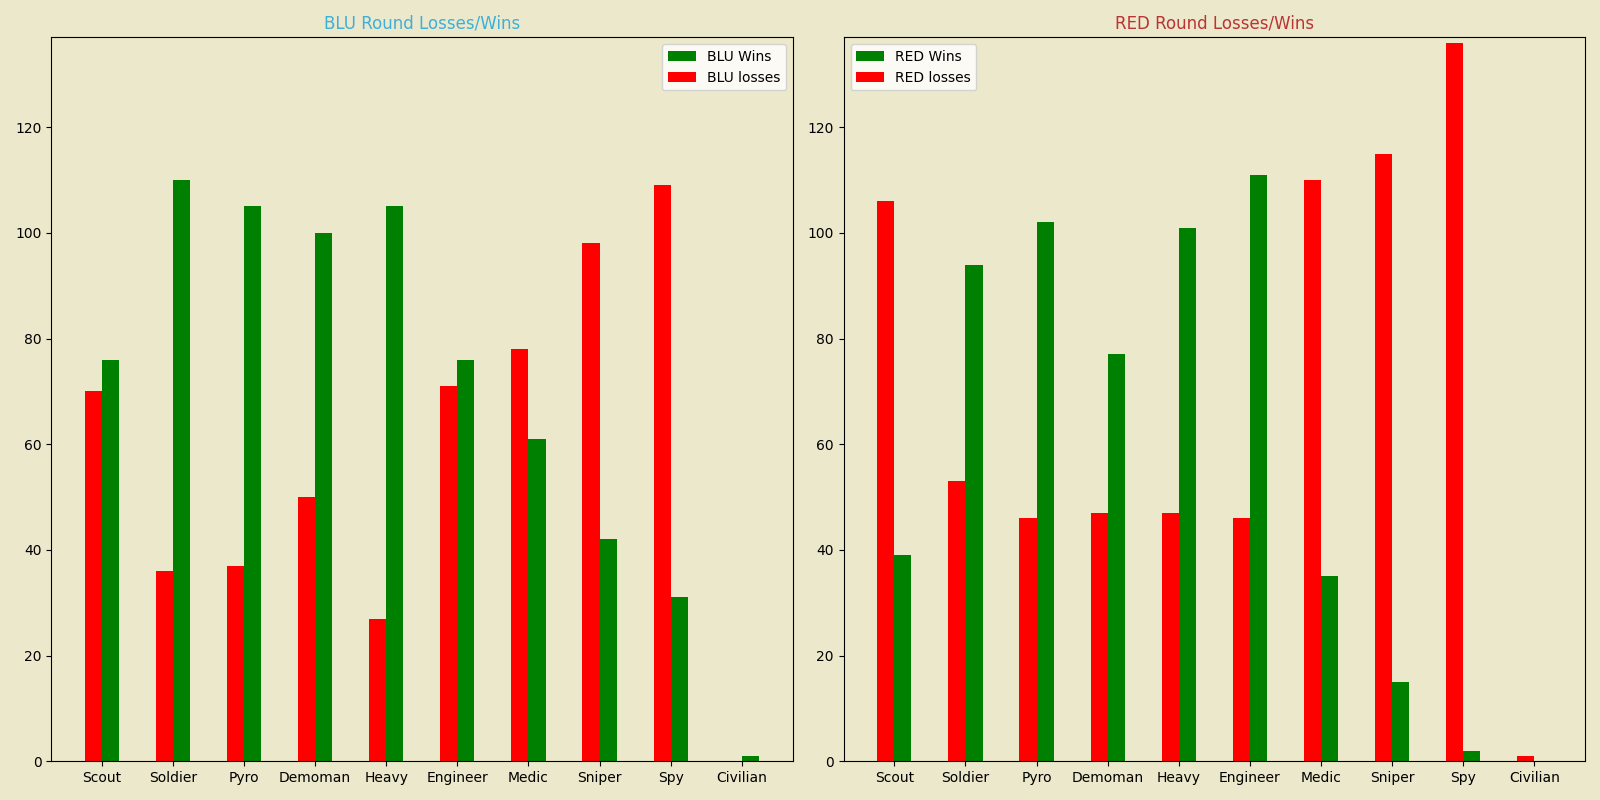 BLU Round Losses/Wins
BLU Wins
BLU losses
120
100
80
60
40
20
0
Scout Soldier Pyro Demoman Heavy Engineer Medic Sniper Spy Civilian
RED Round Losses/Wins
RED Wins
RED losses
120
100
80
60
40
20
0
Scout Soldier Pyro Demoman Heavy Engineer Medic Sniper Spy Civilian